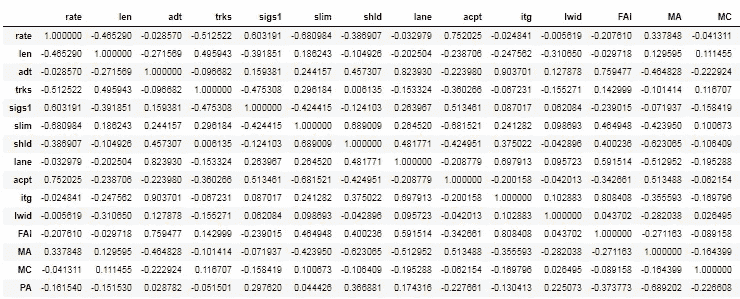 rate len adt trks sigs1 slim shld lane acpt itg lwid FAI MA MC
rate 1.000000 -0.465290 -0.028570 -0.512522 0.603191 -0.680984 -0.386907 -0.032979 0.752025 -0.024841 -0.005619 -0.207610 0.337848 -0.041311
len -0.465290 1.000000 -0.271569 0.495943 -0.391851 0.186243 -0.104926 -0.202504 -0.238706 -0.247562 -0.310650 -0.029718 0.129595 0.111455
adt -0.028570 -0.271569 1.000000 -0.096682 0.159381 0.244157 0.457307 0.823930 -0.223980 0.903701 0.127878 0.759477 -0.464828 -0.222924
trks -0.512522 0.495943 -0.096682 1.000000 -0.475308 0.296184 0.006135 -0.153324 -0.360266 -0.067231 -0.155271 0.142999 -0.101414 0.116707
sigs1 0.603191 -0.391851 0.159381 -0.475308 1.000000 -0.424415 -0.124103 0.263967 0.513461 0.087017 0.062084 -0.239015 -0.071937 -0.158419
slim -0.680984 0.186243 0.244157 0.296184 -0.424415 1.000000 0.689009 0.264520 -0.681521 0.241282 0.098693 0.464948 -0.423950 0.100673
shld -0.386907 -0.104926 0.457307 0.006135 -0.124103 0.689009 1.000000 0.481771 -0.424951 0.375022 -0.042896 0.400236 -0.623065 -0.106409
lane -0.032979 -0.202504 0.823930 -0.153324 0.263967 0.264520 0.481771 1.000000 -0.208779 0.697913 0.095723 0.591514 -0.512952 -0.195288
acpt 0.752025 -0.238706 -0.223980 -0.360266 0.513461 -0.681521 -0.424951 -0.208779 1.000000 -0.200158 -0.042013 -0.342661 0.513488 -0.062154
itg -0.024841 -0.247562 0.903701 -0.067231 0.087017 0.241282 0.375022 0.697913 -0.200158 1.000000 0.102883 0.808408 -0.355593 -0.169796
lwid -0.005619 -0.310650 0.127878 -0.155271 0.062084 0.098693 -0.042896 0.095723 -0.042013 0.102883 1.000000 0.043702 -0.282038 0.026495
FAI -0.207610 -0.029718 0.759477 0.142999 -0.239015 0.464948 0.400236 0.591514 -0.342661 0.808408 0.043702 1.000000 -0.271163 -0.089158
MA 0.337848 0.129595 -0.464828 -0.101414 -0.071937 -0.423950 -0.623065 -0.512952 0.513488 -0.355593 -0.282038 -0.271163 1.000000 -0.164399
MC -0.041311 0.111455 -0.222924 0.116707 -0.158419 0.100673 -0.106409 -0.195288 -0.062154 -0.169796 0.026495 -0.089158 -0.164399 1.000000
PA -0.161540 -0.151530 0.028782 -0.051501 0.297620 0.044426 0.366881 0.174316 -0.227661 -0.130413 0.225073 -0.373773 -0.689202 -0.226608